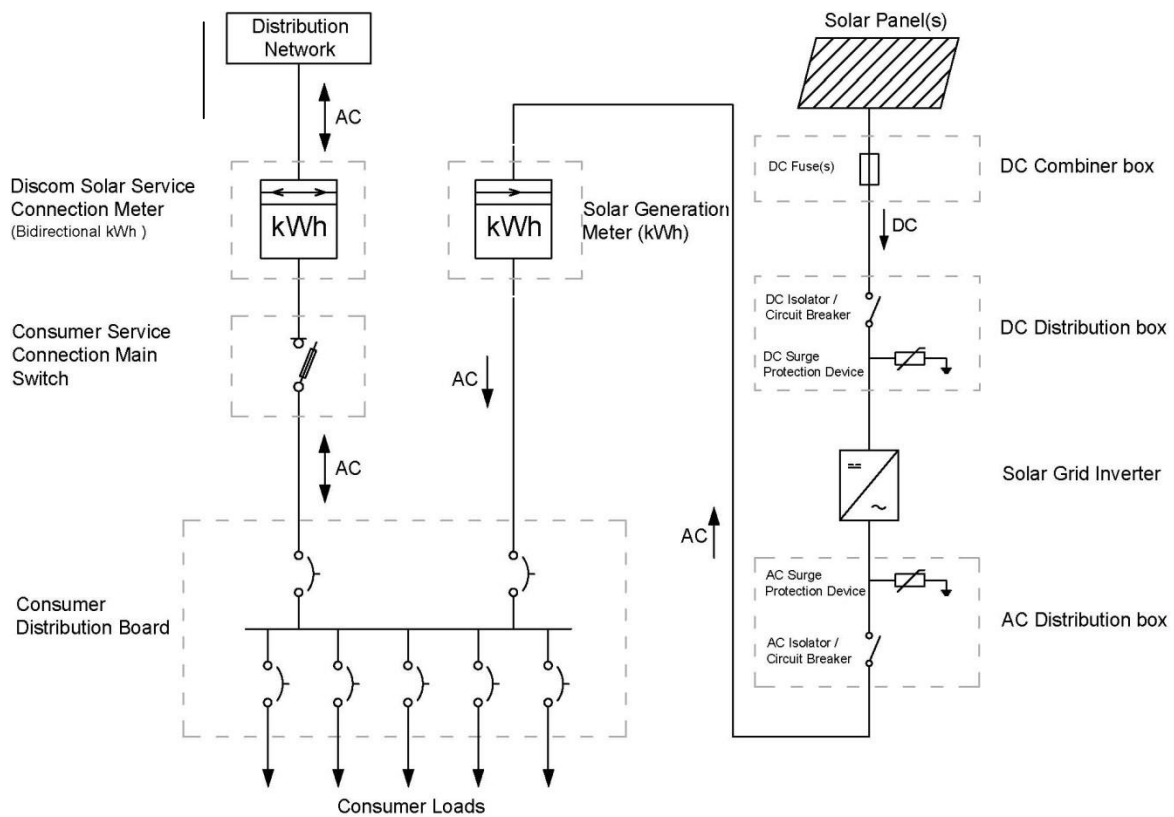 Distribution
Network
AC
Discom Solar Service
Connection Meter
(Bidirectional kWh )
kWh
Consumer Service
Connection Main
Switch
AC
Consumer
Distribution Board
Consumer Loads
kWh
Solar Generation
Meter (kWh)
AC
AC
Solar Panel(s)
DC Fuse(s)
DC Combiner box
DC
DC Isolator /
Circuit Breaker
DC Surge
Protection Device
DC Distribution box
Solar Grid Inverter
AC Surge
Protection Device
AC Isolator /
Circuit Breaker
AC Distribution box